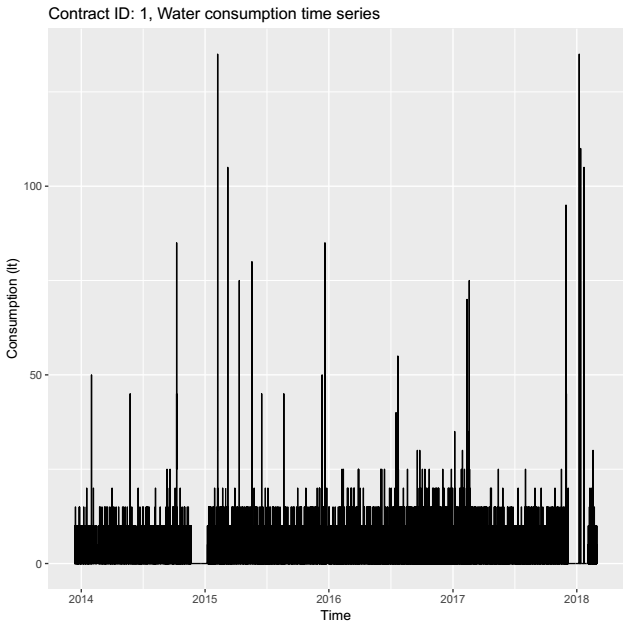 Contract ID: 1, Water consumption time series
Consumption (lt)
100
50
0
2014 2015 2016 2017 2018
Time